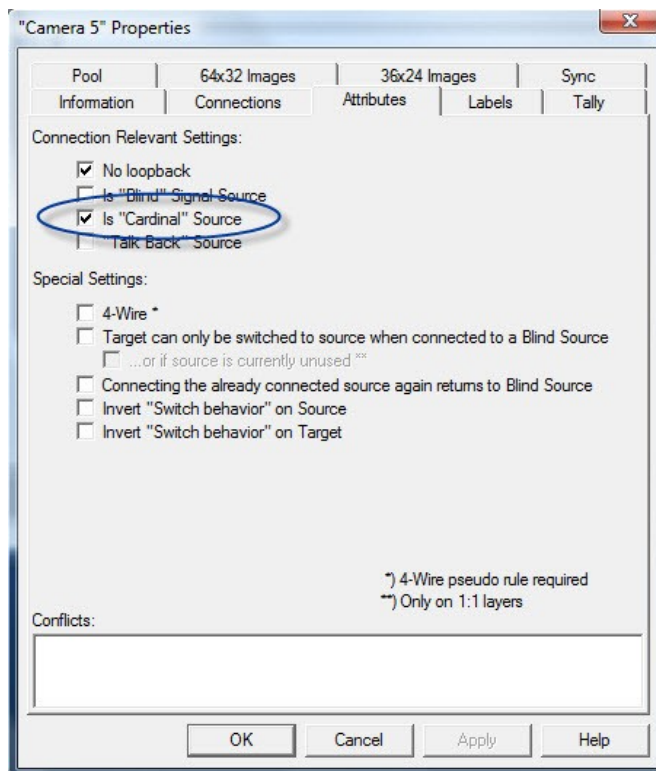 "Camera 5" Properties
Pool 64x32 Images 36x24 Images Sync
Information Connections Attributes Labels Tally
Connection Relevant Settings:
No loopback
Is "Blind" Signal Source
Is "Cardinal" Source
"Talk Back" Source
Special Settings:
4-Wire *
Target can only be switched to source when connected to a Blind Source
...or if source is currently unused **
Connecting the already connected source again returns to Blind Source
Invert "Switch behavior" on Source
Invert "Switch behavior" on Target
*) 4-Wire pseudo rule required
**) Only on 1:1 layers
Conflicts:
OK Cancel Apply Help